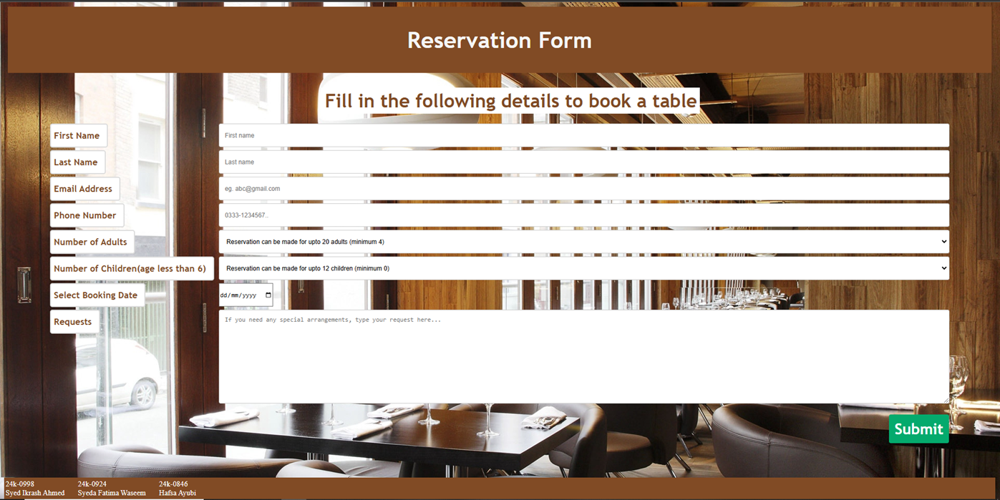 Reservation Form
Fill in the following details to book a table
First Name
First name
Last Name
Last name
Email Address
eg. abc@gmail.com
Phone Number
0333-1234567..
Number of Adults
Reservation can be made for upto 20 adults (minimum 4)
Number of Children(age less than 6)
Reservation can be made for upto 12 children (minimum 0)
Select Booking Date
dd/mm/yyyy
Requests
If you need any special arrangements, type your request here...
Submit
24k-0998 24k-0924 24k-0846
Syed Ikrash Ahmed Syeda Fatima Waseem Hafsa Ayubi